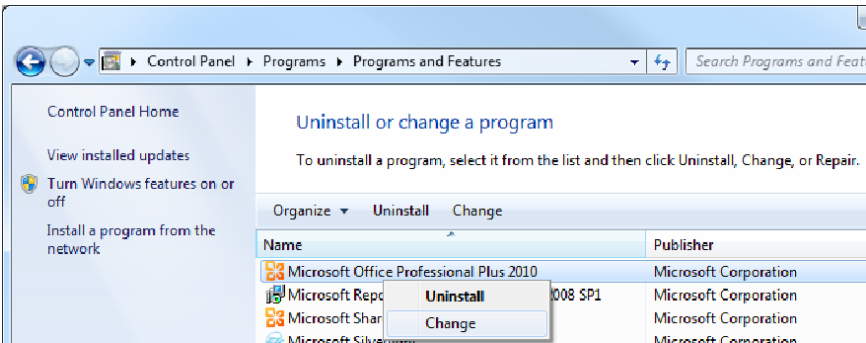 Control Panel ▸ Programs ▸ Programs and Features
Search Programs and Feat
Control Panel Home
View installed updates
Turn Windows features on or
off
Install a program from the
network
Uninstall or change a program
To uninstall a program, select it from the list and then click Uninstall, Change, or Repair.
Organize Uninstall Change
Name Publisher
Microsoft Office Professional Plus 2010 Microsoft Corporation
Microsoft Repo 2008 SP1 Microsoft Corporation
Microsoft Shar Microsoft Corporation
Microsoft Microsoft Corporation
Uninstall
Change